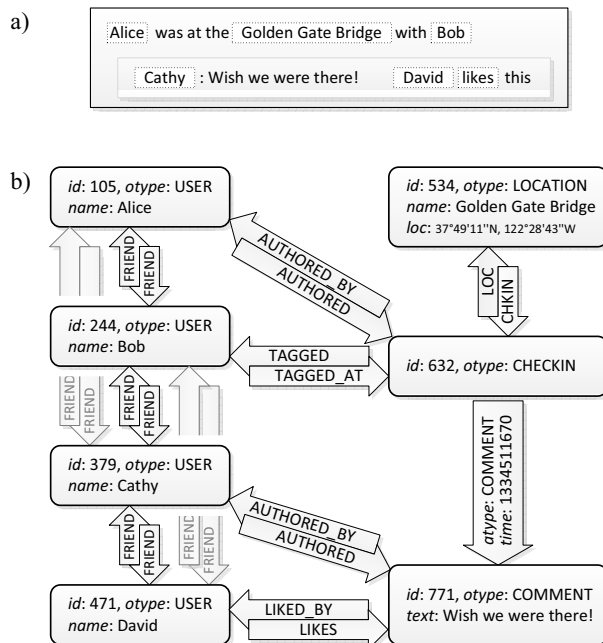 a)
Alice was at the Golden Gate Bridge with Bob
Cathy : Wish we were there! David likes this
b)
id: 105, otype: USER
name: Alice
id: 534, otype: LOCATION
name: Golden Gate Bridge
loc: 37°49'11"N, 122°28'43"W
FRIEND
FRIEND
AUTHORED_BY
AUTHORED
LOC
CHKIN
id: 244, otype: USER
name: Bob
TAGGED
TAGGED_AT
id: 632, otype: CHECKIN
FRIEND
FRIEND
FRIEND
FRIEND
atype: COMMENT
time: 1334511670
id: 379, otype: USER
name: Cathy
AUTHORED_BY
AUTHORED
FRIEND
FRIEND
FRIEND
FRIEND
id: 471, otype: USER
name: David
LIKED_BY
LIKES
id: 771, otype: COMMENT
text: Wish we were there!